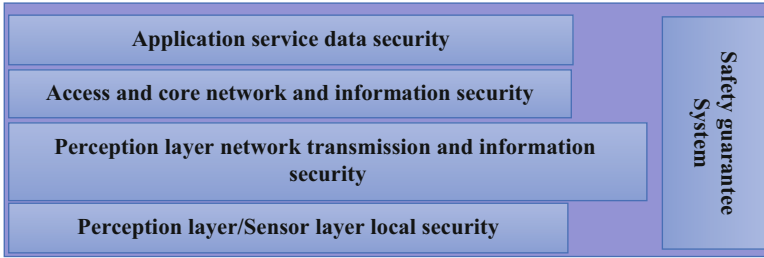 Application service data security
Access and core network and information security
Perception layer network transmission and information
security
Perception layer/Sensor layer local security
Safety guarantee
System